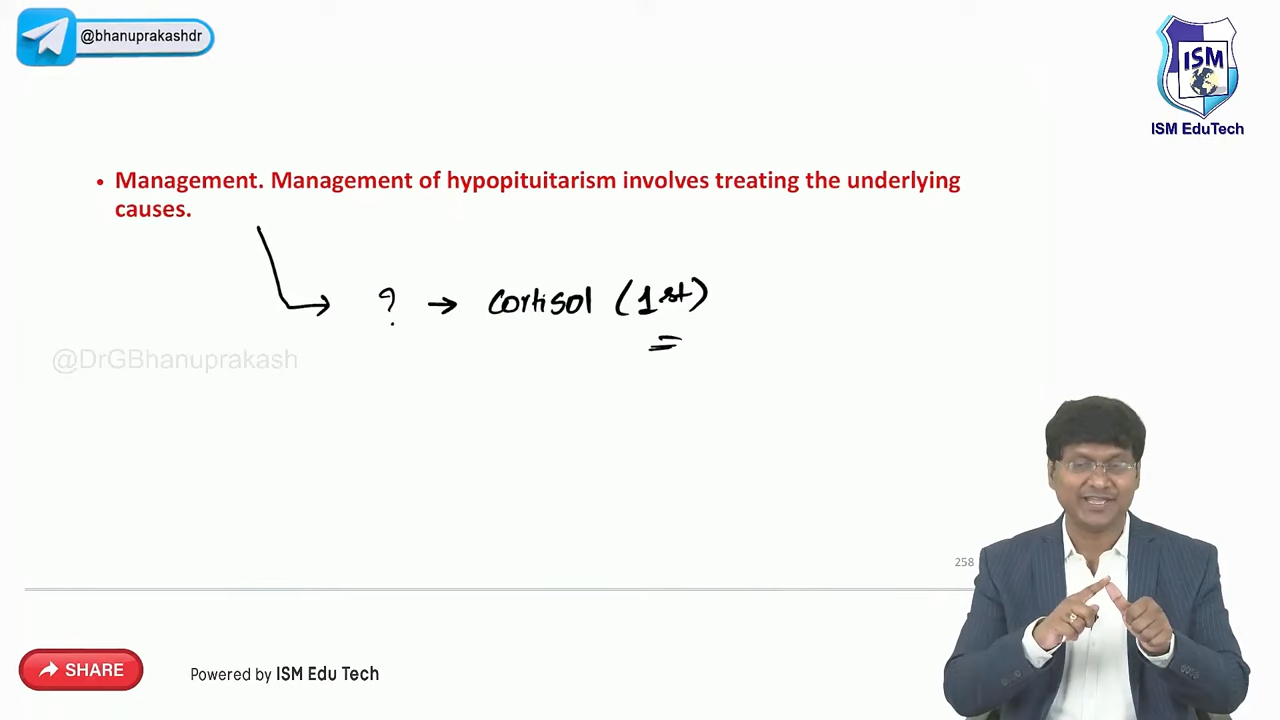 @bhanuprakashdr
ISM
ISM EduTech
• Management. Management of hypopituitarism involves treating the underlying
causes.
? → cortisol (1st)
@DrGBhanuprakash
258
SHARE
Powered by ISM Edu Tech